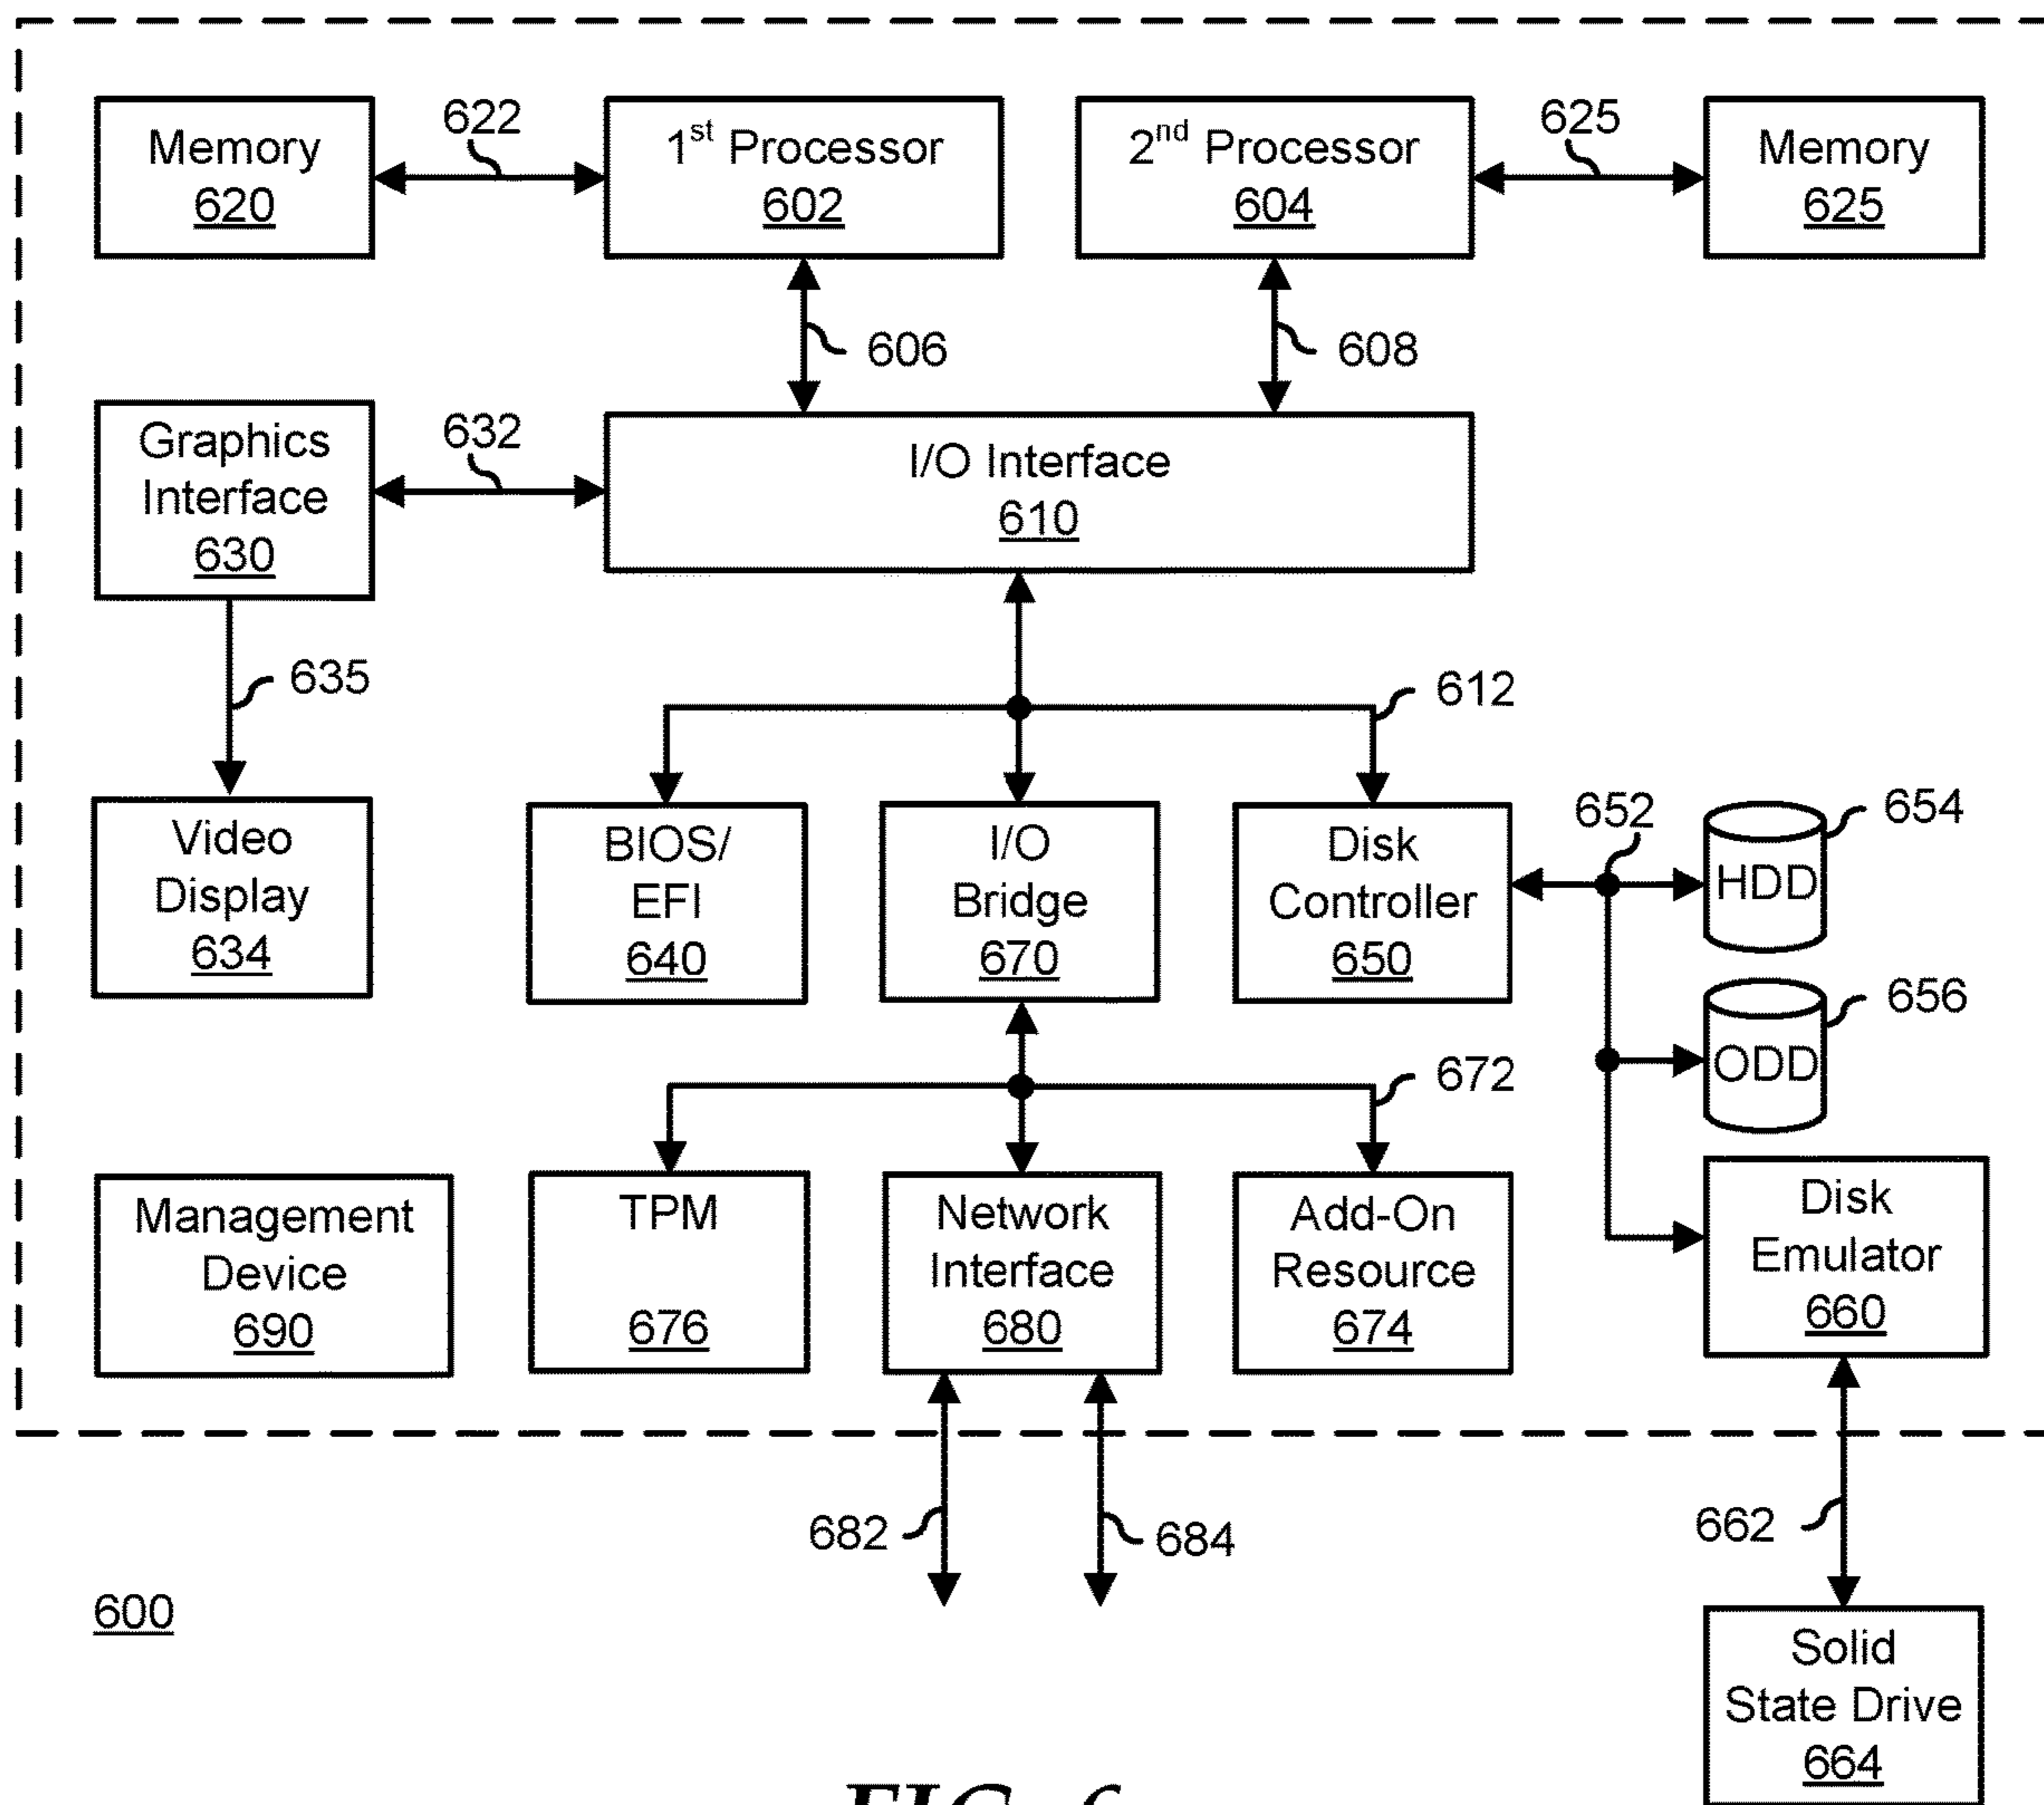 622
625
Memory
620
1st Processor
602
2nd Processor
604
Memory
625
606
608
Graphics
Interface
630
632
I/O Interface
610
635
612
Video
Display
634
BIOS/
EFI
640
I/O
Bridge
670
Disk
Controller
650
652
654
HDD
656
ODD
672
Management
Device
690
TPM
676
Network
Interface
680
Add-On
Resource
674
Disk
Emulator
660
682
684
662
600
Solid
State Drive
664
FIG. 6